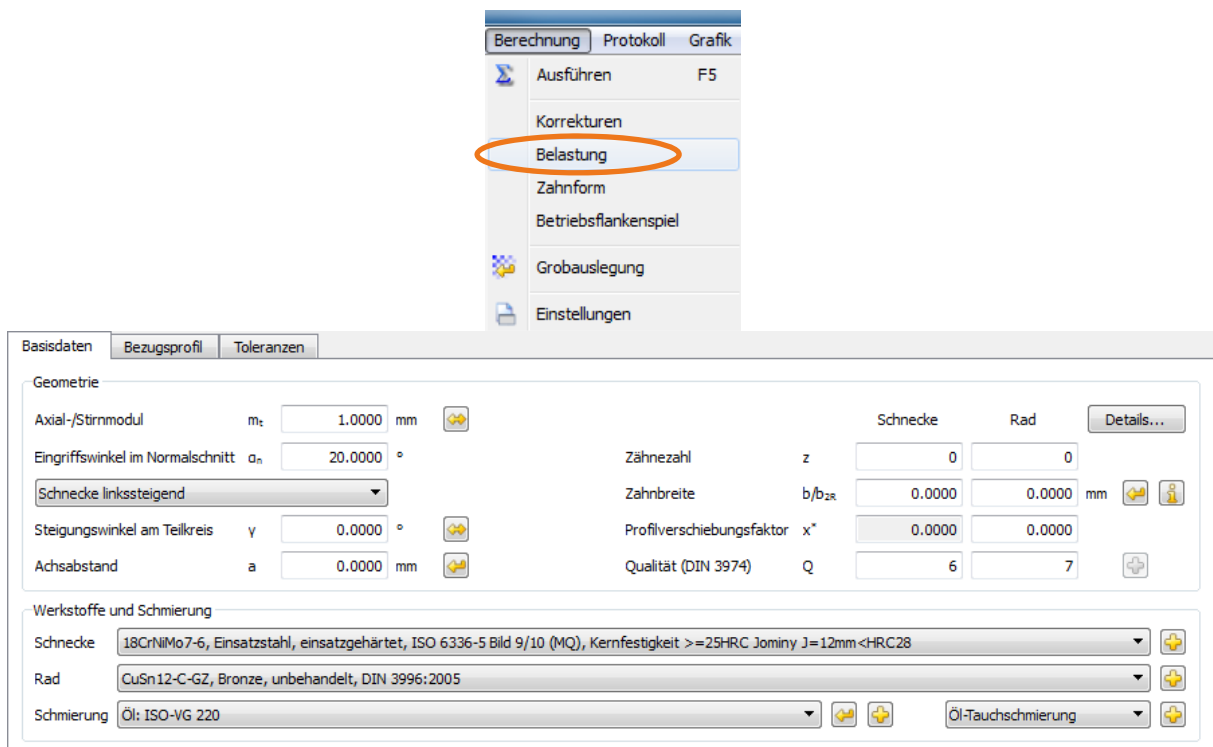 Berechnung Protokoll Grafik
Ausführen F5
Korrekturen
Belastung
Zahnform
Betriebsflankenspiel
Grobauslegung
Einstellungen
Basisdaten Bezugsprofil Toleranzen
Geometrie
Axial-/Stirnmodul mt 1.0000 mm Schnecke Rad Details...
Eingriffswinkel im Normalschnitt αn 20.0000 ° Zähnezahl z 0 0
Schnecke linkssteigend Zahnbreite b/b2R 0.0000 0.0000 mm
Steigungswinkel am Teilkreis γ 0.0000 ° Profilverschiebungsfaktor x* 0.0000 0.0000
Achsabstand a 0.0000 mm Qualität (DIN 3974) Q 6 7
Werkstoffe und Schmierung
Schnecke 18CrNiMo7-6, Einsatzstahl, einsatzgehärtet, ISO 6336-5 Bild 9/10 (MQ), Kernfestigkeit >=25HRC Jominy J=12mm<HRC28
Rad CuSn12-C-GZ, Bronze, unbehandelt, DIN 3996:2005
Schmierung Öl: ISO-VG 220 Öl-Tauchschmierung